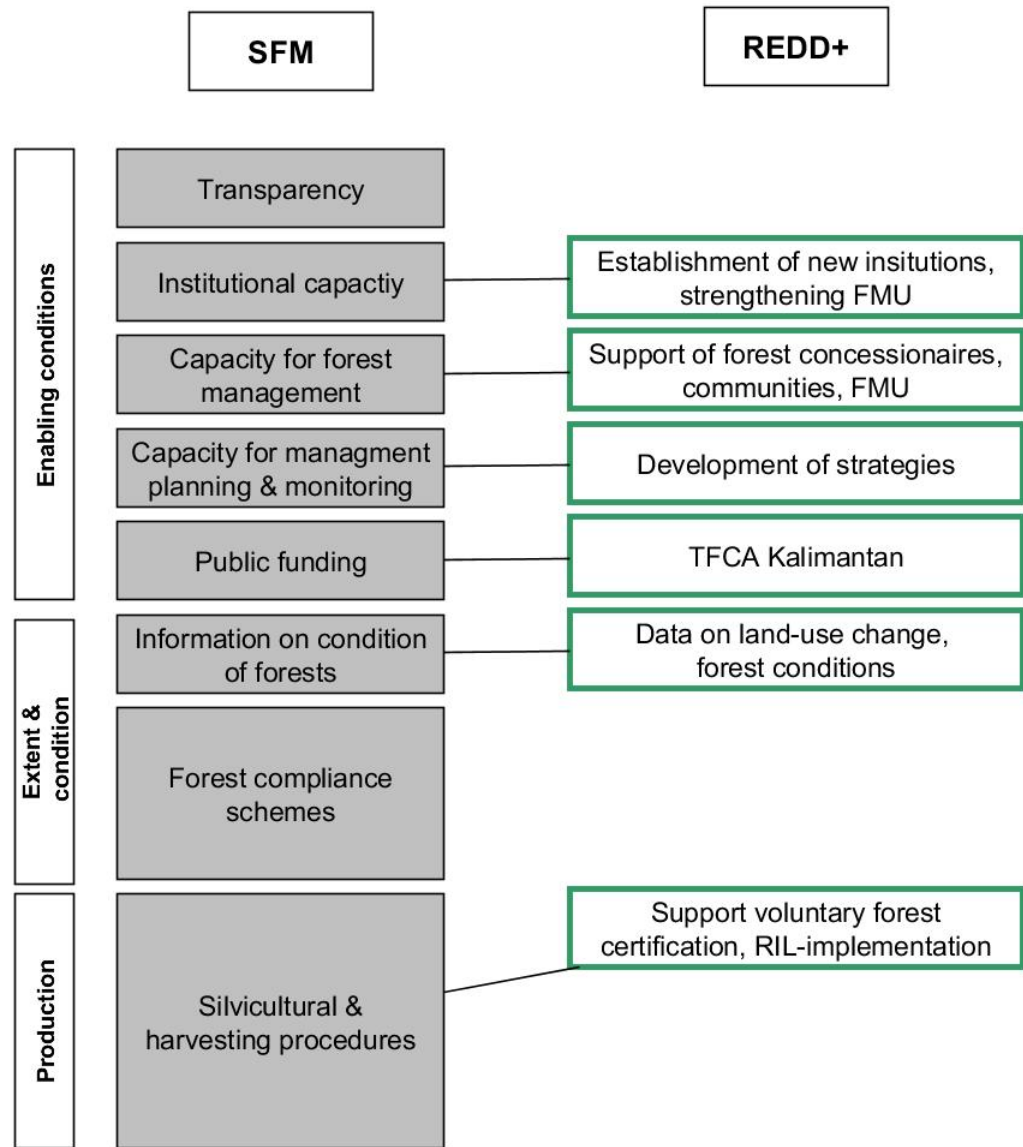 SFM
REDD+
Enabling conditions
Transparency
Institutional capactiy
Establishment of new insitutions,
strengthening FMU
Capacity for forest
management
Support of forest concessionaires,
communities, FMU
Capacity for managment
planning & monitoring
Development of strategies
Public funding
TFCA Kalimantan
Extent &
condition
Information on condition
of forests
Data on land-use change,
forest conditions
Forest compliance
schemes
Production
Silvicultural &
harvesting procedures
Support voluntary forest
certification, RIL-implementation